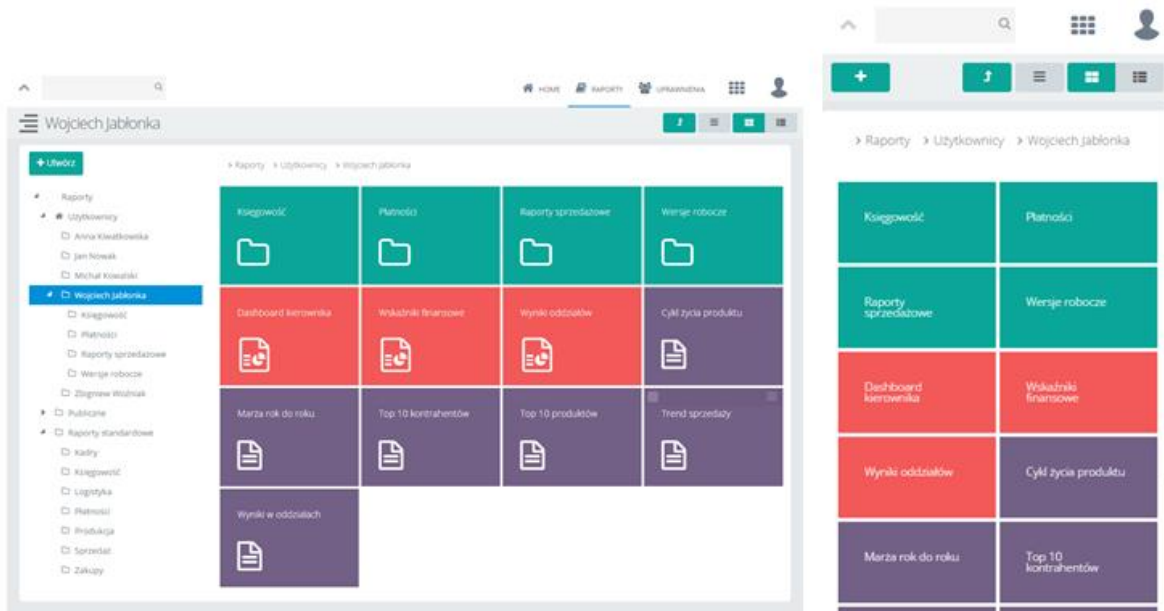 HOME RAPORTY UPRAWNIENIA
Wojciech Jabłonka
+ Utwórz
> Raporty > Użytkownicy > Wojciech Jabłonka
Raporty
Użytkownicy
Anna Kwiatkowska
Jan Nowak
Michał Kowalski
Wojciech Jabłonka
Księgowość
Płatności
Raporty sprzedażowe
Wersje robocze
Zbigniew Woźniak
Publiczne
Raporty standardowe
Kadry
Księgowość
Logistyka
Płatności
Produkcja
Sprzedaż
Zakupy
Księgowość
Płatności
Raporty sprzedażowe
Wersje robocze
Dashboard kierownika
Wskaźniki finansowe
Wyniki oddziałów
Cykl życia produktu
Marża rok do roku
Top 10 kontrahentów
Top 10 produktów
Trend sprzedaży
Wyniki w oddziałach
+
> Raporty > Użytkownicy > Wojciech Jabłonka
Księgowość
Płatności
Raporty
sprzedażowe
Wersje robocze
Dashboard
kierownika
Wskaźniki
finansowe
Wyniki oddziałów
Cykl życia produktu
Marża rok do roku
Top 10
kontrahentów